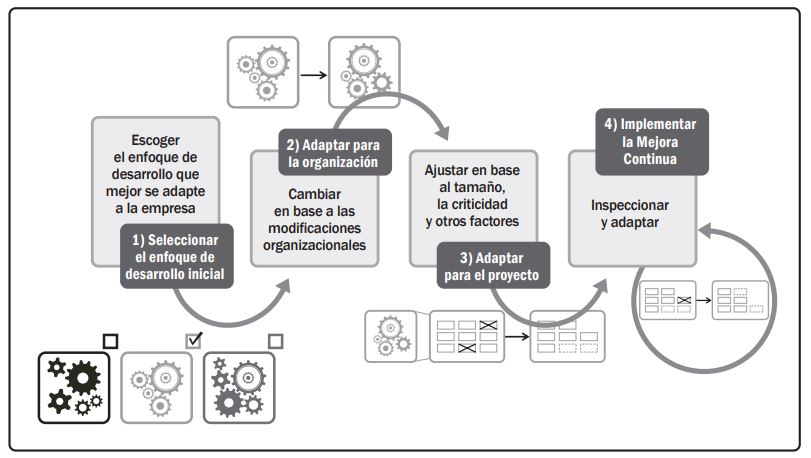 Escoger
el enfoque de
desarrollo que
mejor se adapte
a la empresa
1) Seleccionar
el enfoque de
desarrollo inicial
2) Adaptar para
la organización
Cambiar
en base a las
modificaciones
organizacionales
Ajustar en base
al tamaño,
la criticidad
y otros factores
3) Adaptar
para el proyecto
4) Implementar
la Mejora
Continua
Inspeccionar
y adaptar